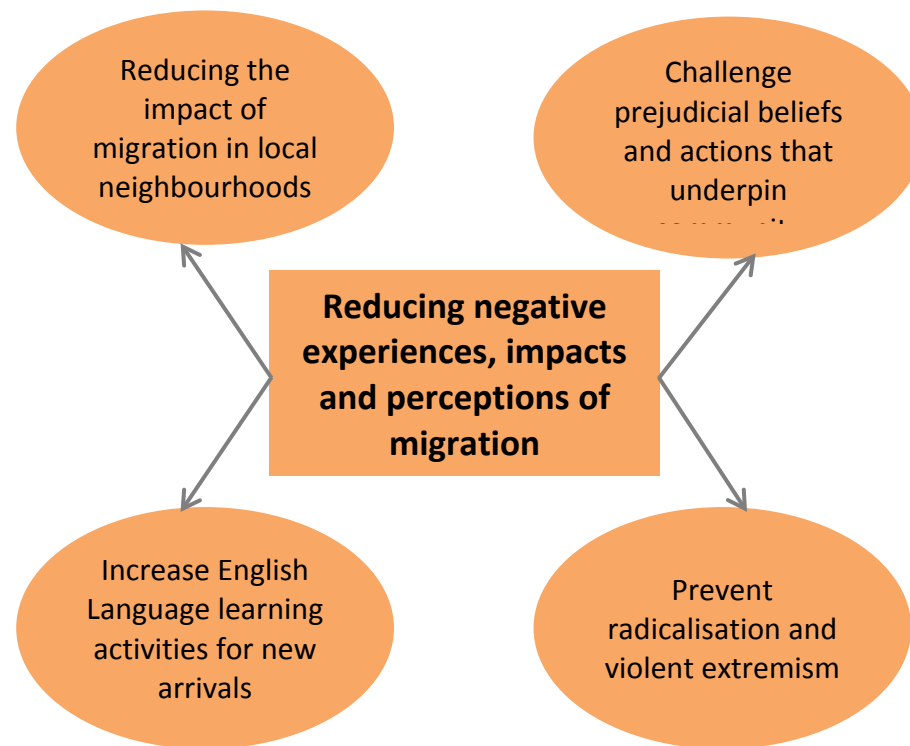 Reducing the
impact of
migration in local
neighbourhoods
Challenge
prejudicial beliefs
and actions that
underpin
Reducing negative
experiences, impacts
and perceptions of
migration
Increase English
Language learning
activities for new
arrivals
Prevent
radicalisation and
violent extremism